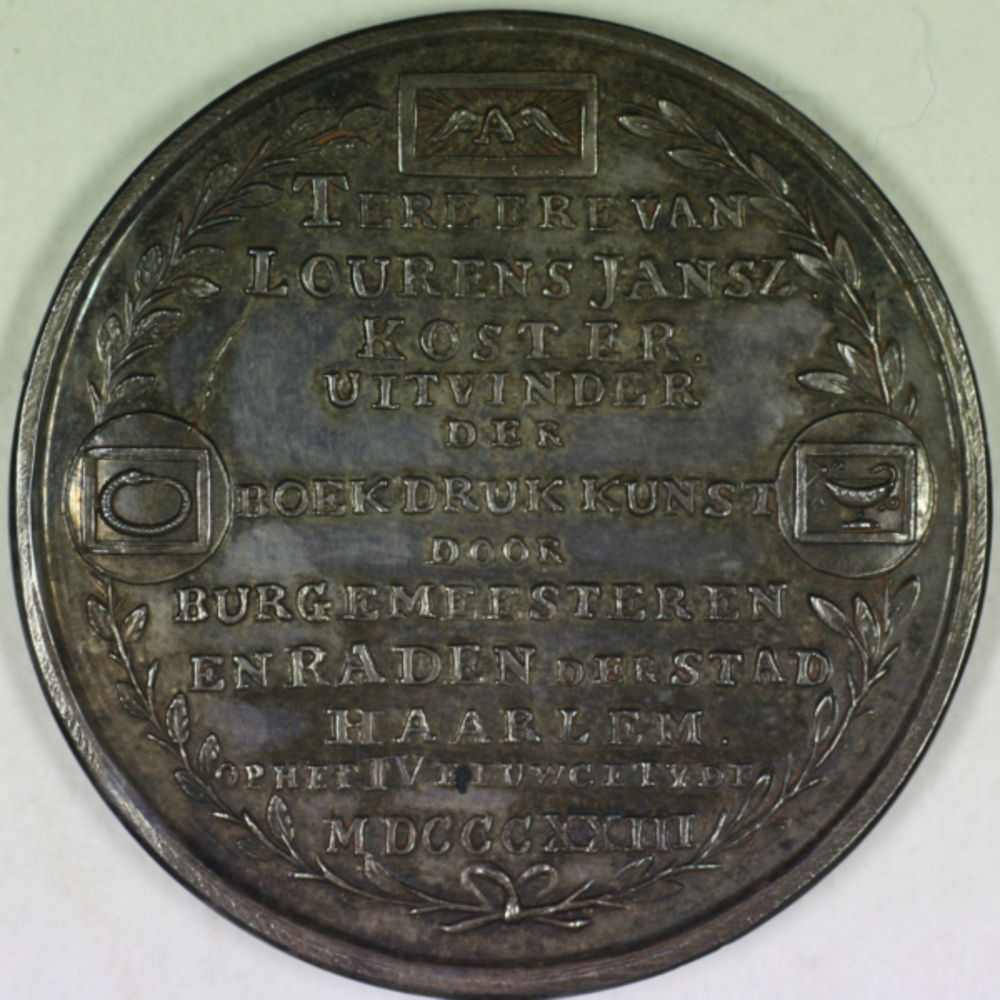 A
TER EERE VAN
LOURENS JANSZ.
KOSTER.
UITVINDER
DER
BOEKDRUKKUNST
DOOR
BURGEMEESTEREN
EN RADEN DER STAD
HAARLEM.
OP HET IVE EEUWGETYDE
MDCCCXXIII